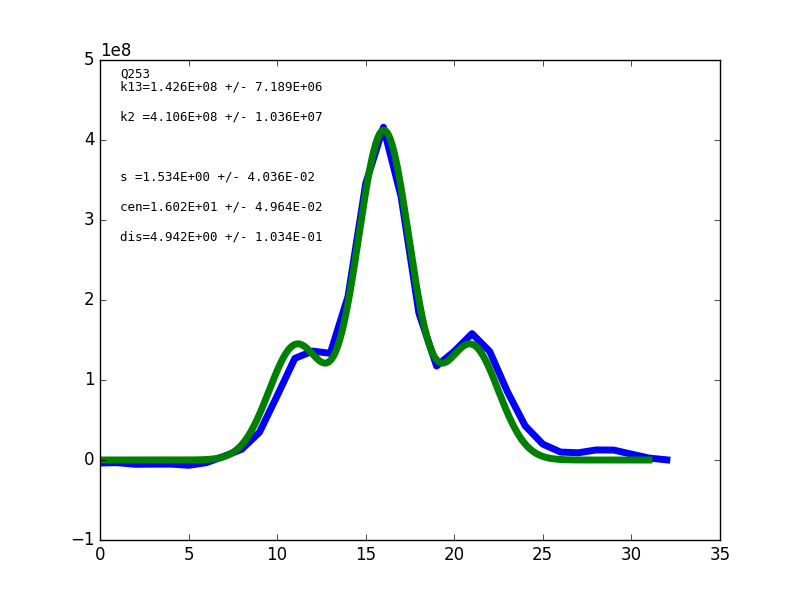 1e8
Q253
k13=1.426E+08 +/- 7.189E+06
k2 =4.106E+08 +/- 1.036E+07
s =1.534E+00 +/- 4.036E-02
cen=1.602E+01 +/- 4.964E-02
dis=4.942E+00 +/- 1.034E-01
5
4
3
2
1
0
−1
0 5 10 15 20 25 30 35